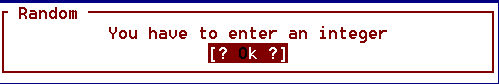 Random
You have to enter an integer
[? Ok ?]